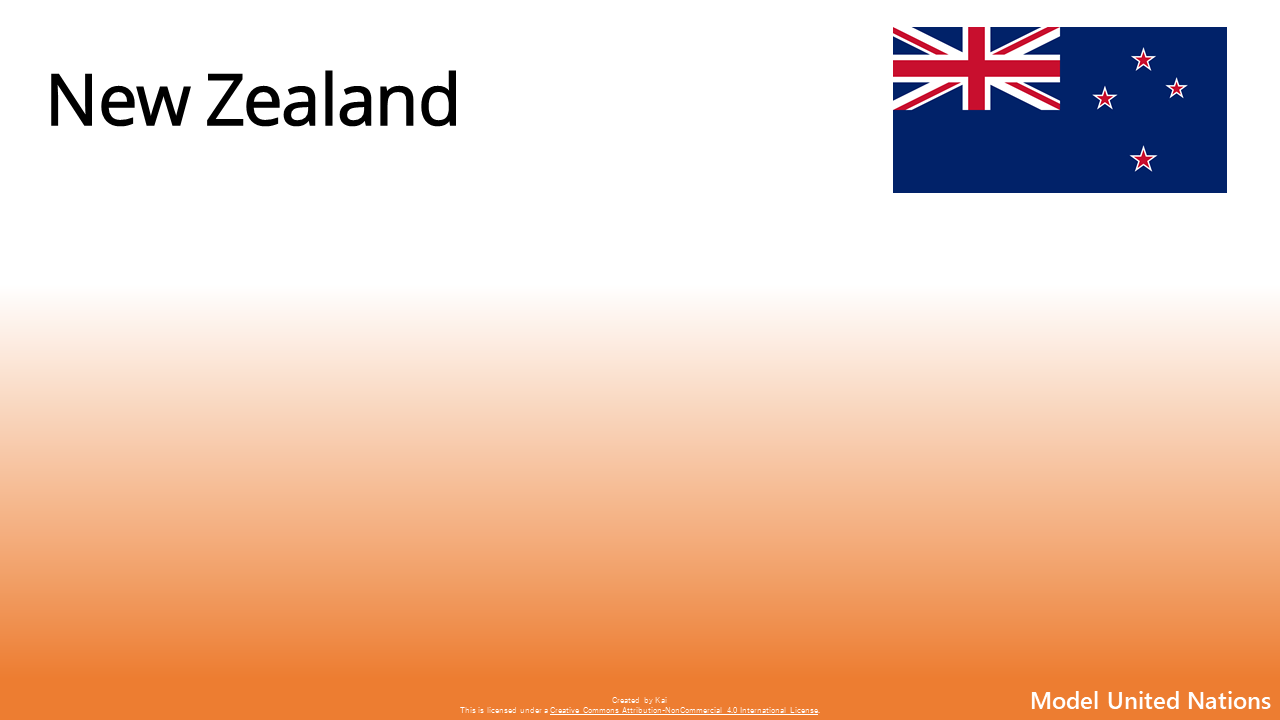 New Zealand
Created by Kai
This is licensed under a Creative Commons Attribution-NonCommercial 4.0 International License.
Model United Nations